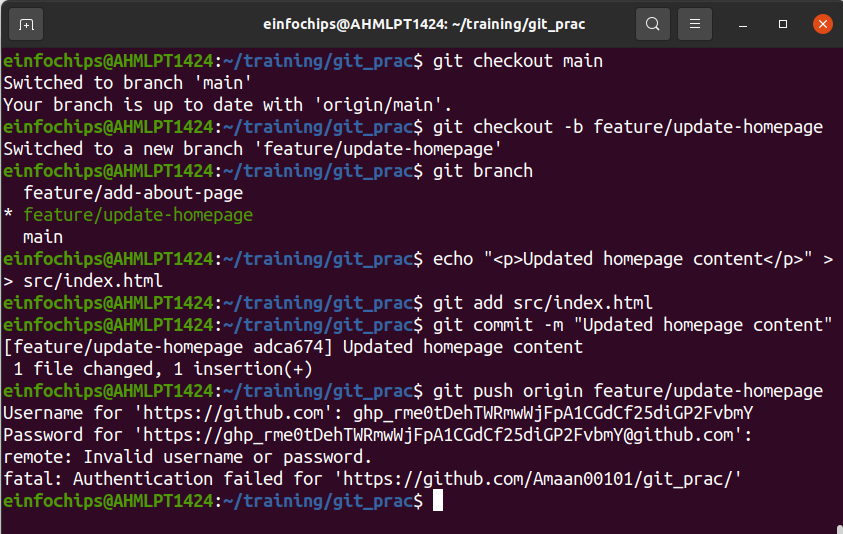 einfochips@AHMLPT1424: ~/training/git_prac
einfochips@AHMLPT1424:~/training/git_prac$ git checkout main
Switched to branch 'main'
Your branch is up to date with 'origin/main'.
einfochips@AHMLPT1424:~/training/git_prac$ git checkout -b feature/update-homepage
Switched to a new branch 'feature/update-homepage'
einfochips@AHMLPT1424:~/training/git_prac$ git branch
  feature/add-about-page
* feature/update-homepage
  main
einfochips@AHMLPT1424:~/training/git_prac$ echo "<p>Updated homepage content</p>" >
> src/index.html
einfochips@AHMLPT1424:~/training/git_prac$ git add src/index.html
einfochips@AHMLPT1424:~/training/git_prac$ git commit -m "Updated homepage content"
[feature/update-homepage adca674] Updated homepage content
 1 file changed, 1 insertion(+)
einfochips@AHMLPT1424:~/training/git_prac$ git push origin feature/update-homepage
Username for 'https://github.com': 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
Password for 'https://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@github.com':
remote: Invalid username or password.
fatal: Authentication failed for 'https://github.com/Amaan00101/git_prac/'
einfochips@AHMLPT1424:~/training/git_prac$